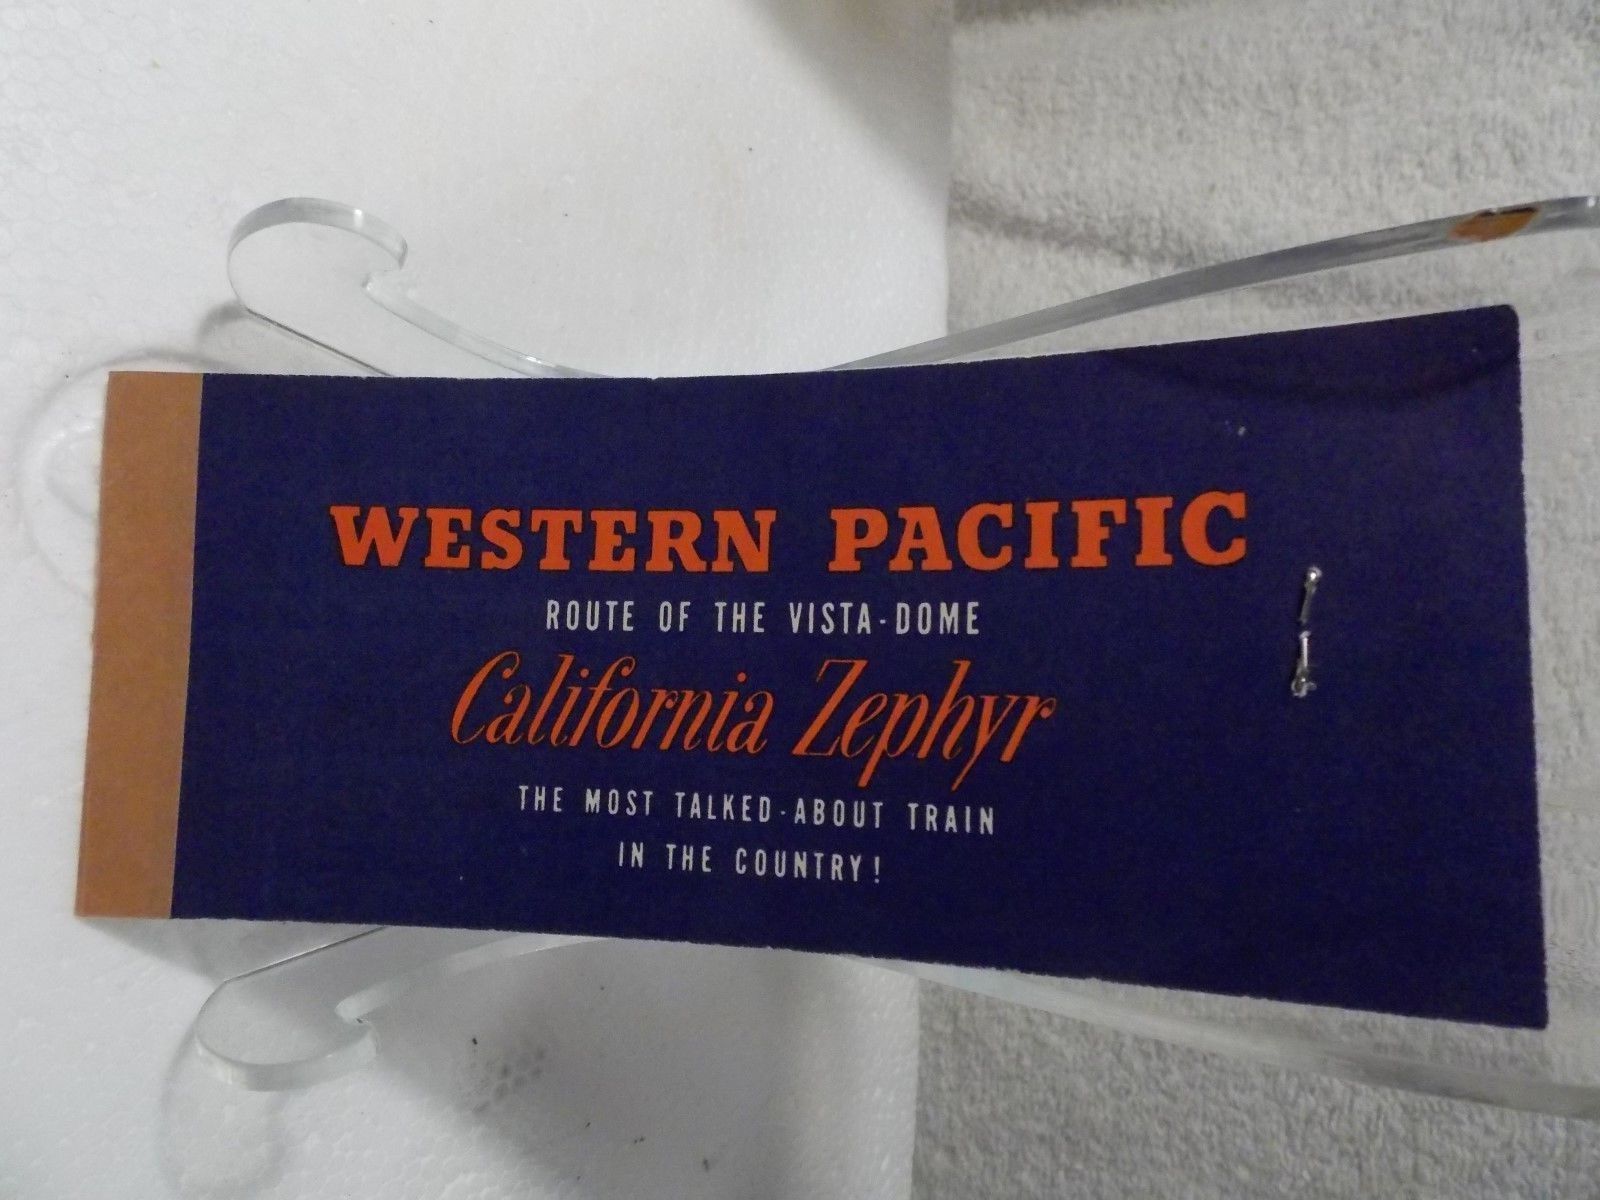 WESTERN PACIFIC
ROUTE OF THE VISTA-DOME
California Zephyr
THE MOST TALKED-ABOUT TRAIN
IN THE COUNTRY!